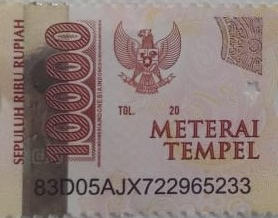 SEPULUH RIBU RUPIAH
10000
TGL. 20
METERAI
TEMPEL
83D05AJX722965233